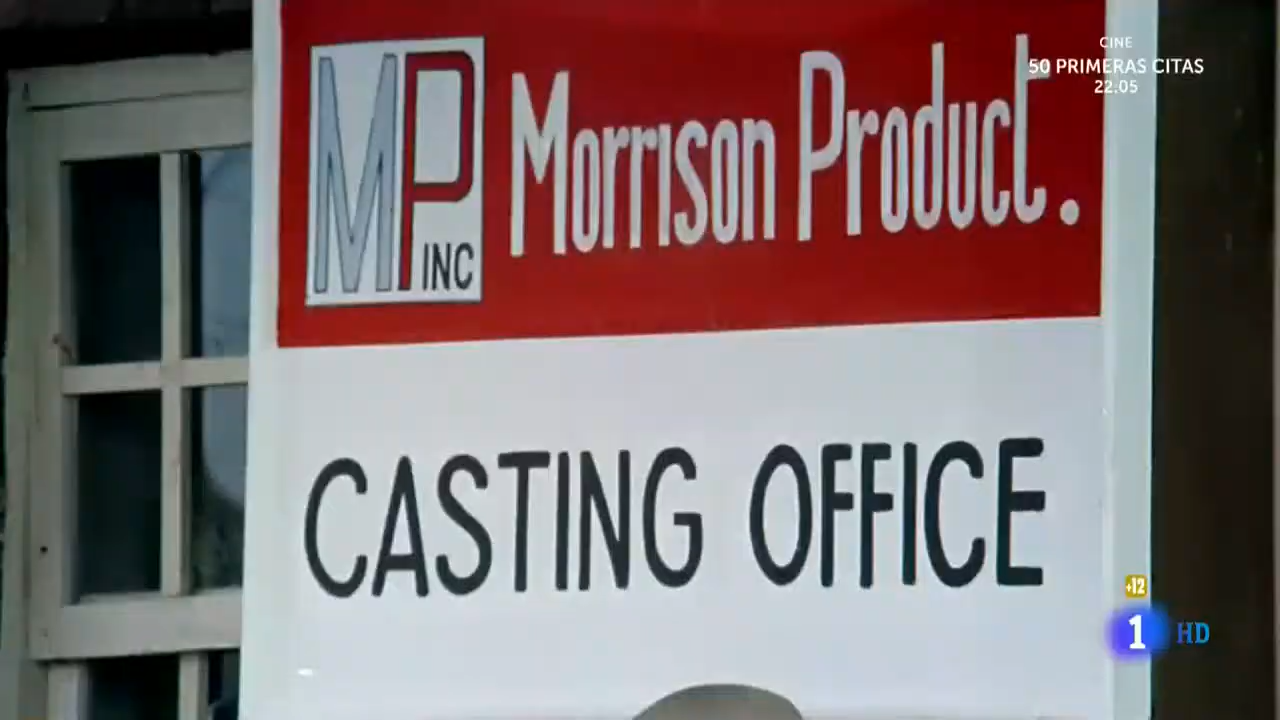 CINE
50 PRIMERAS CITAS
22:05
MP INC
Morrison Product.
CASTING OFFICE
+12
1 HD